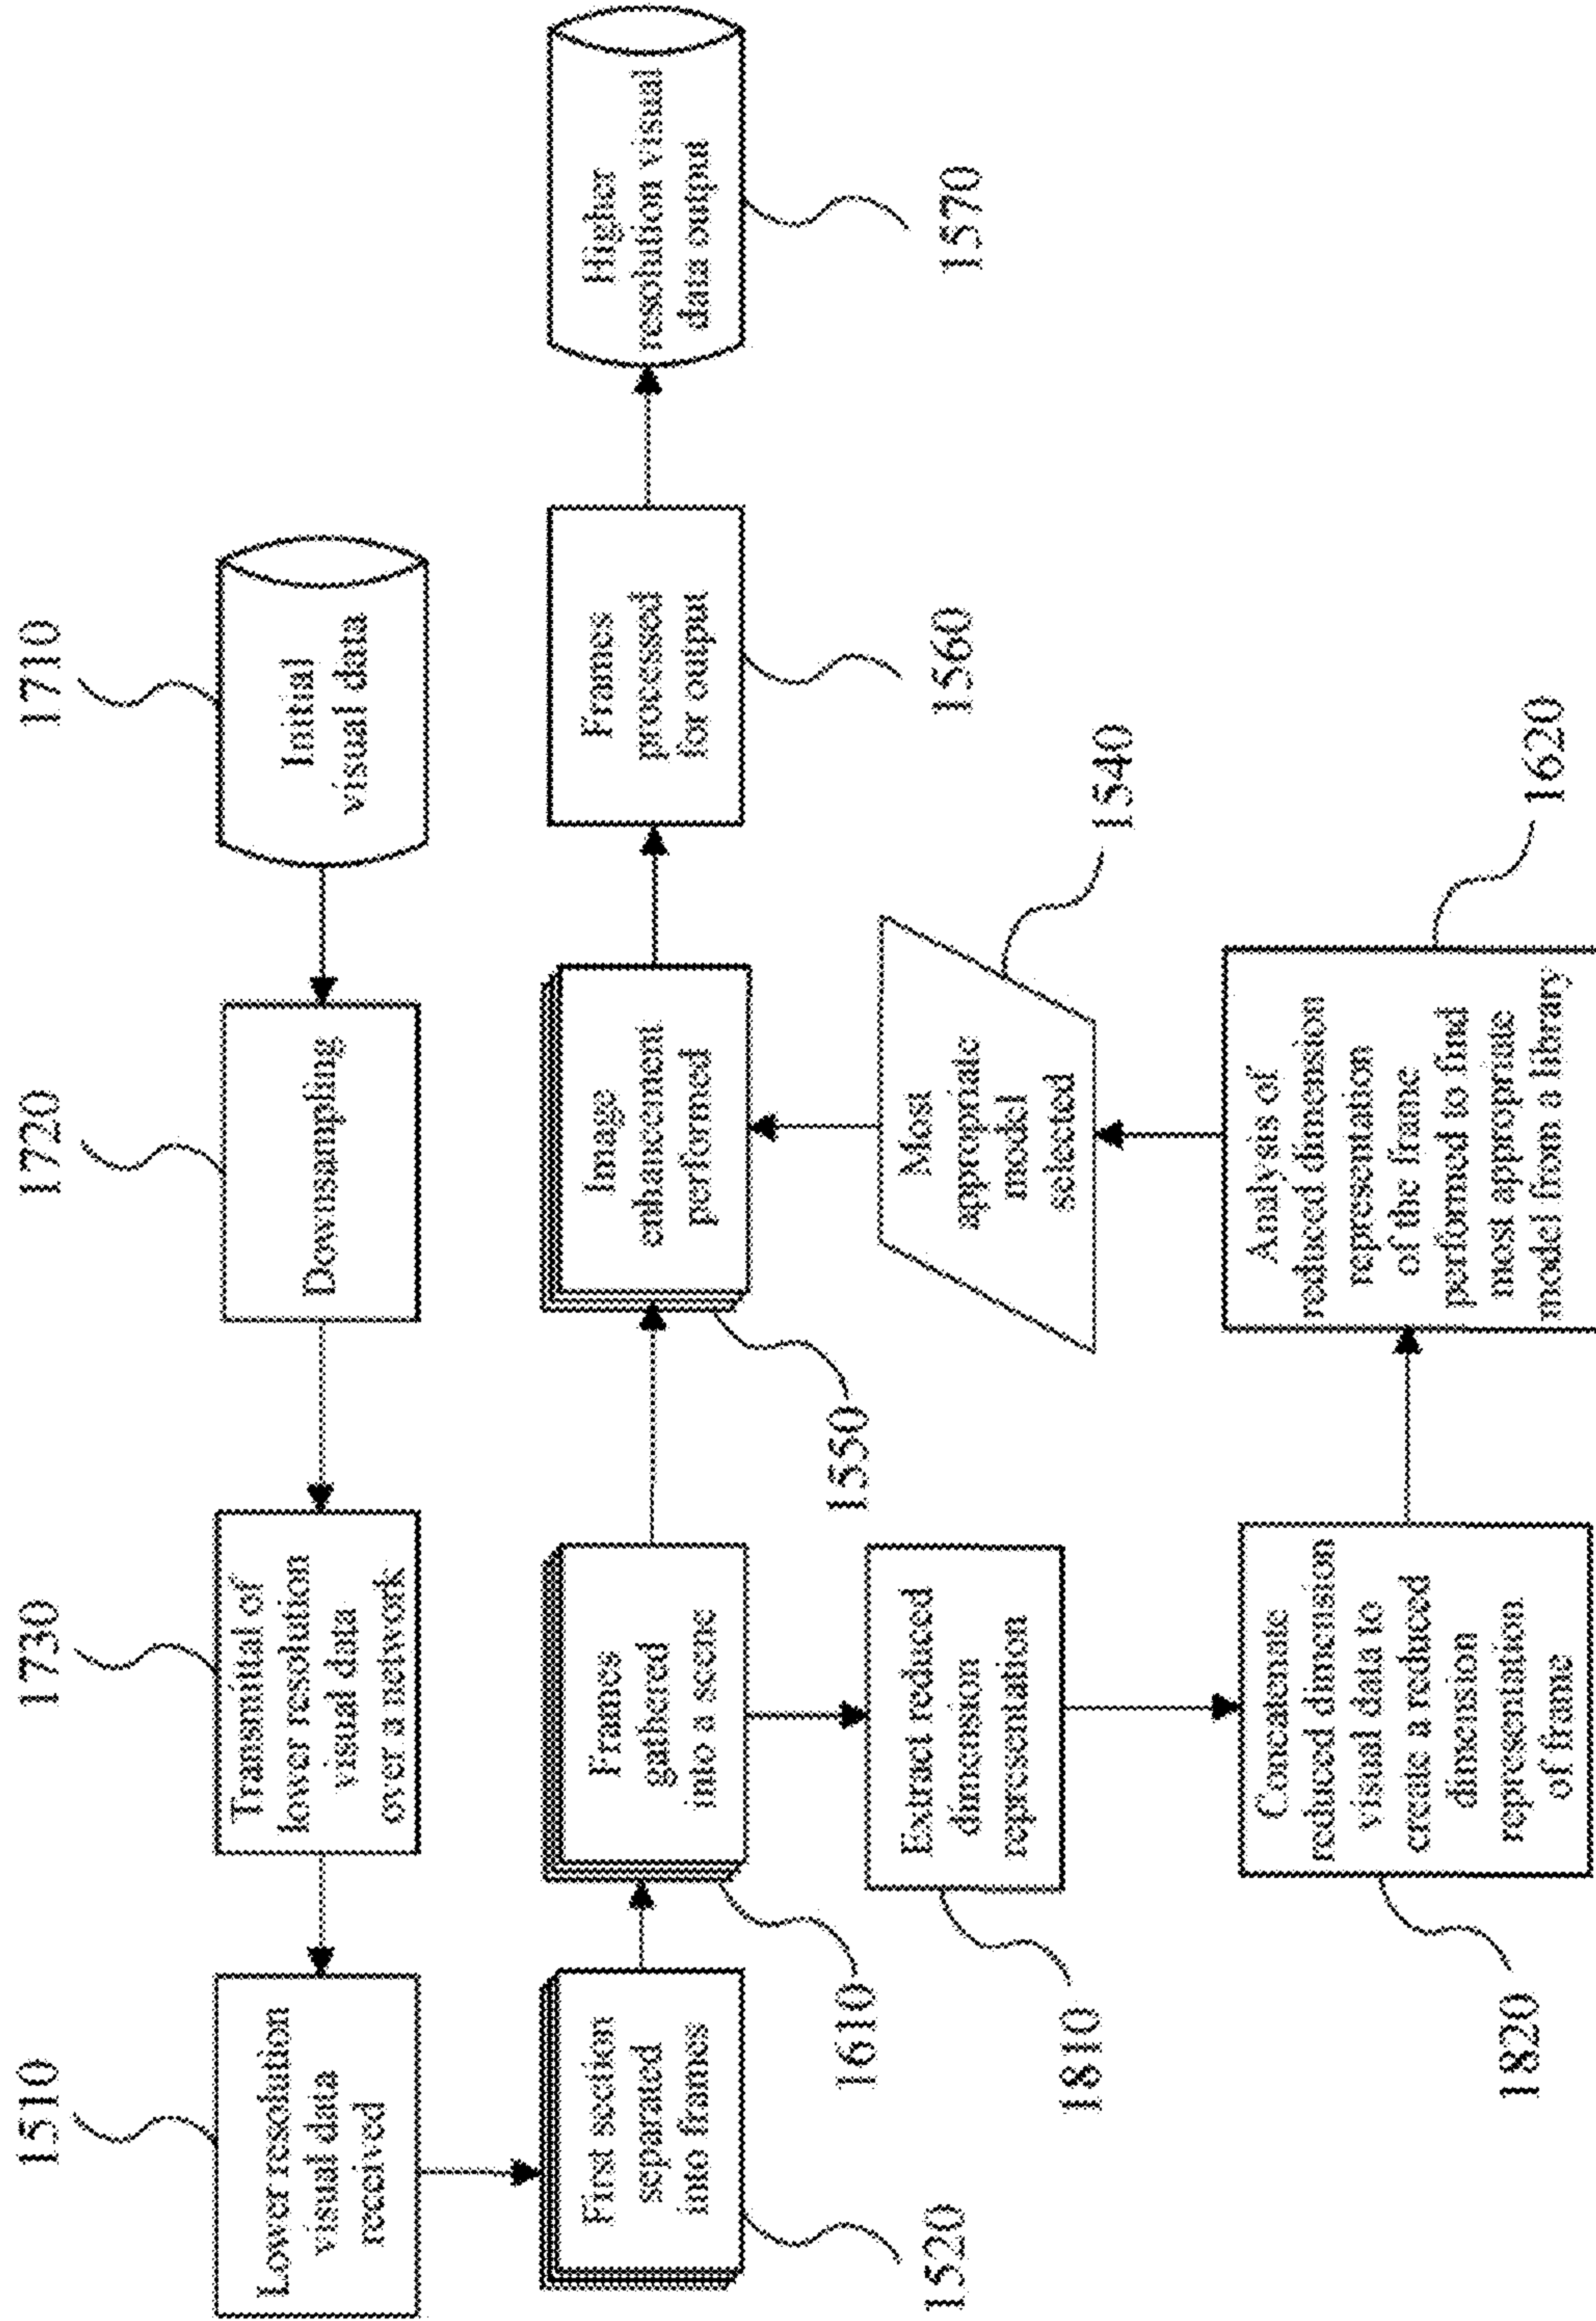 1710
Initial
visual data
1720
Downsampling
1730
Transmittal of
lower resolution
visual data
over a network
1510
Lower resolution
visual data
received
First section
separated
into frames
1520
Frames
gathered
into a scene
1610
Image
enhancement
performed
1550
Frames
processed
for output
1560
Higher
resolution visual
data output
1570
Extract reduced
dimension
representation
1810
Concatenate
reduced dimension
visual data to
create a reduced
dimension
representation
of frame
1820
Analysis of
reduced dimension
representation
of the frame
performed to find
most appropriate
model from a library
1620
Most
appropriate
model
selected
1540